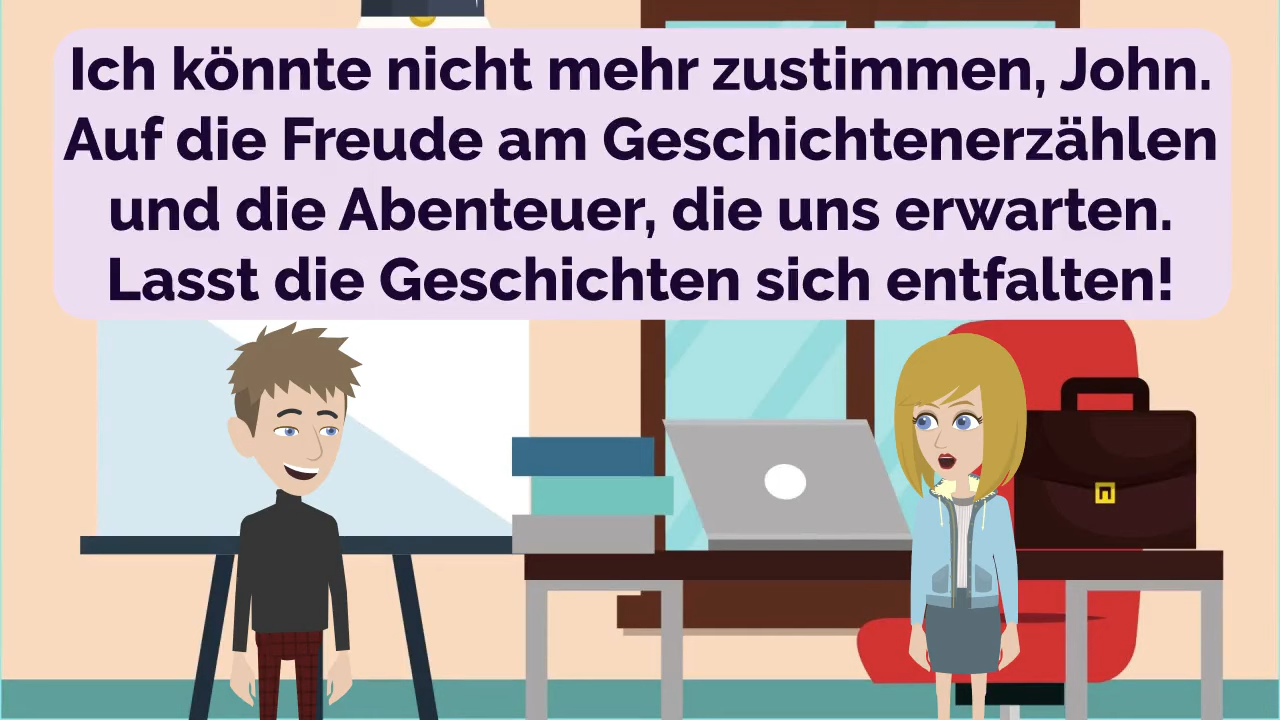 Ich könnte nicht mehr zustimmen, John.
Auf die Freude am Geschichtenerzählen
und die Abenteuer, die uns erwarten.
Lasst die Geschichten sich entfalten!